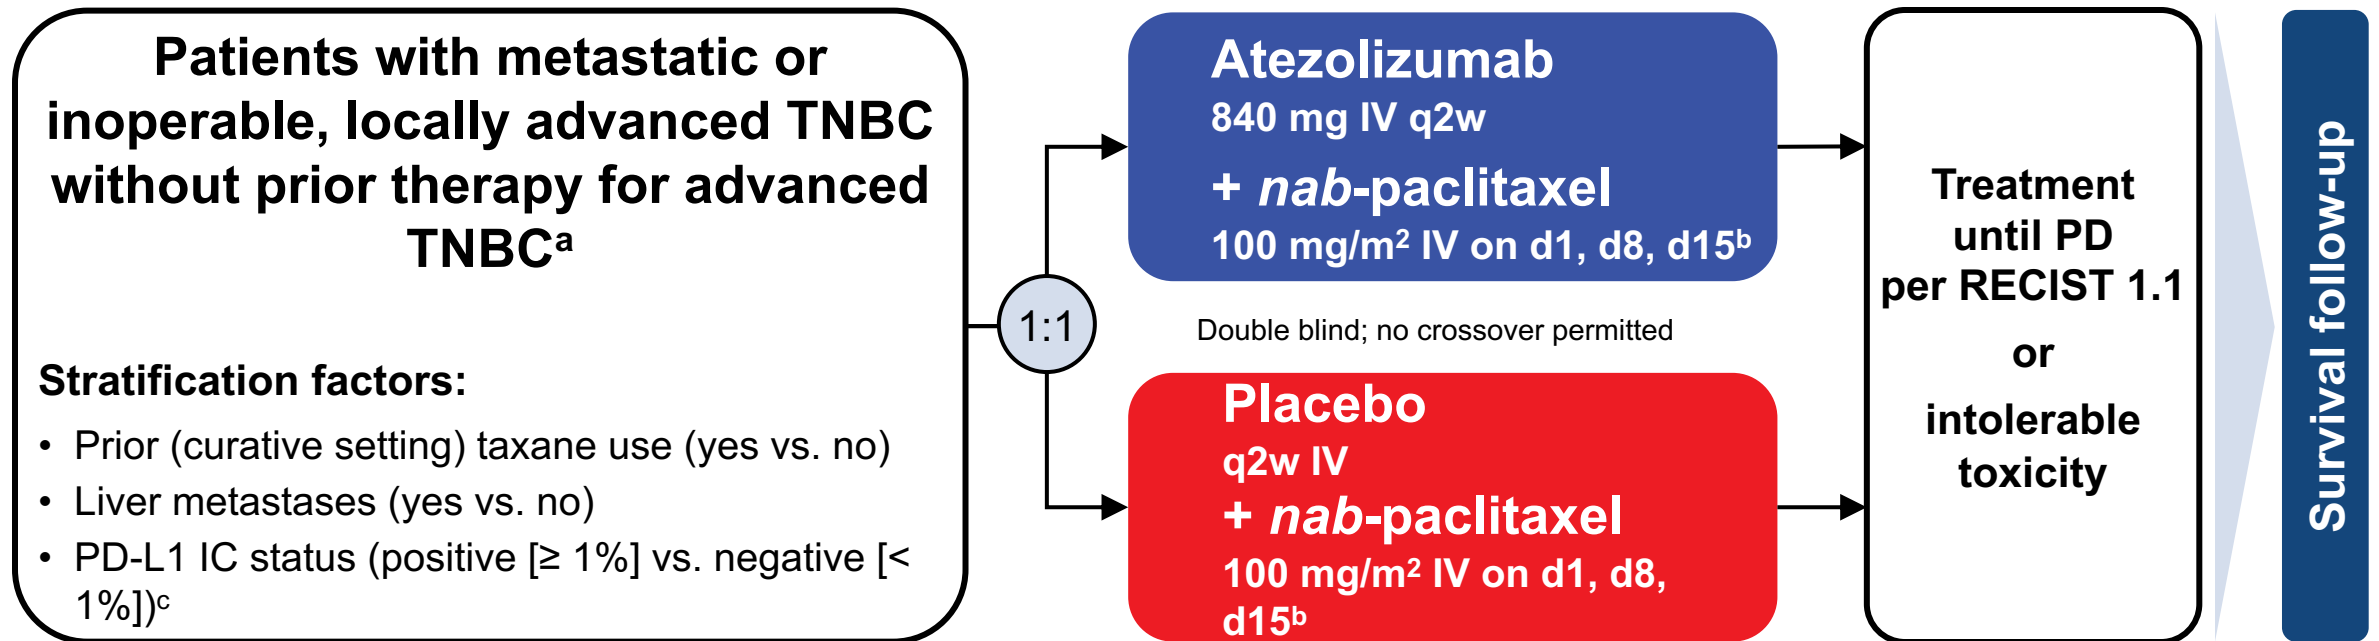 Patients with metastatic or
inoperable, locally advanced TNBC
without prior therapy for advanced
TNBCᵃ
Stratification factors:
• Prior (curative setting) taxane use (yes vs. no)
• Liver metastases (yes vs. no)
• PD-L1 IC status (positive [≥ 1%] vs. negative [<
1%])ᶜ
1:1
Atezolizumab
840 mg IV q2w
+ nab-paclitaxel
100 mg/m² IV on d1, d8, d15ᵇ
Double blind; no crossover permitted
Placebo
q2w IV
+ nab-paclitaxel
100 mg/m² IV on d1, d8,
d15ᵇ
Treatment
until PD
per RECIST 1.1
or
intolerable
toxicity
Survival follow-up